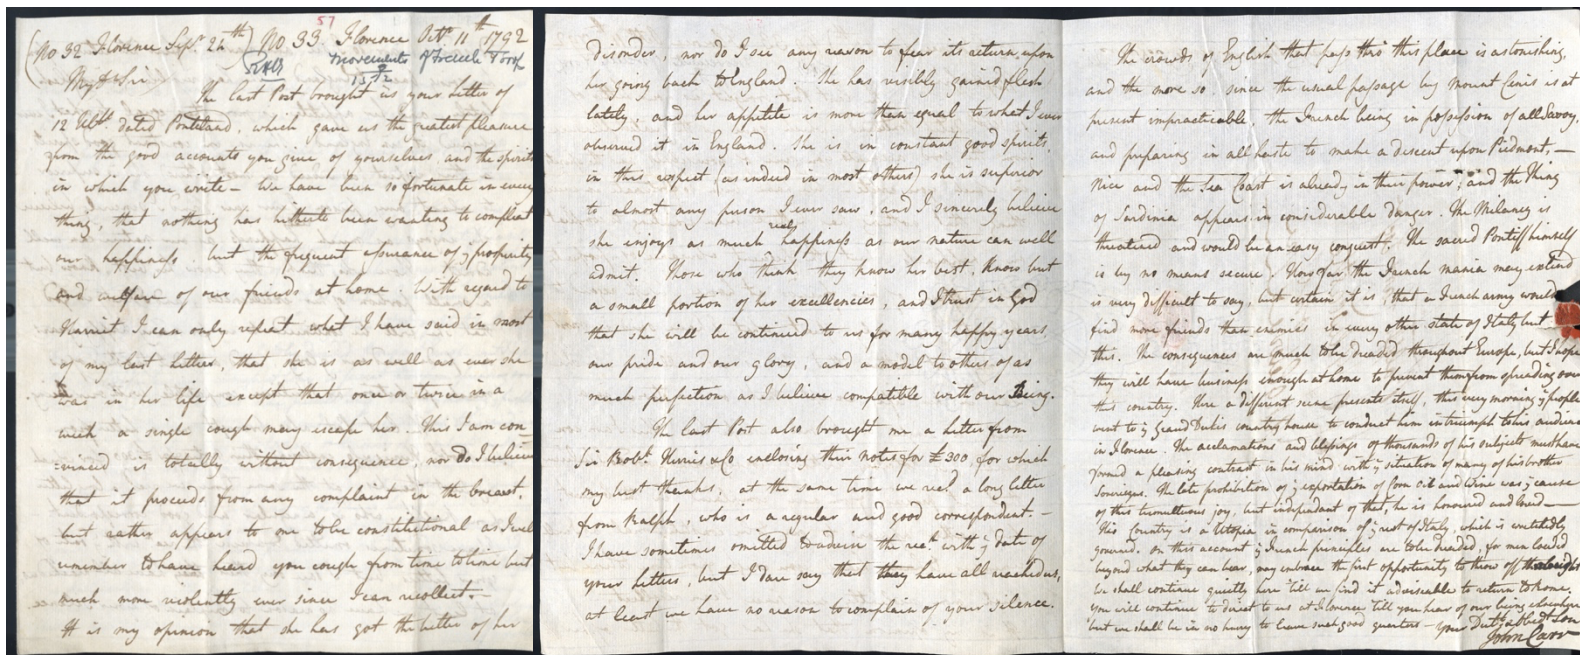 57
(No 32 Florence Sepr. 24th) No 33 Florence Octr. 11th 1792
Movements of French Troop
My dr Sir
The last Post brought us your Letter of
12 Ulto. dated Ponteland, which gave us the greatest pleasure
from the good accounts you give of yourselves, and the spirits
in which you wrote – We have been so fortunate in every
thing, that nothing has hitherto been wanting to compleat
our happiness but the frequent assurance of ye prosperity
and welfare of our friends at home. With regard to
Harriet I can only repeat what I have said in most
of my last letters, that she is as well as ever she
was in her life except that once or twice in a
week a single cough may escape her. This I am con-
-vinced is totally without consequence, nor do I believe
that it proceeds from any complaint in the breast,
but rather appears to me to be constitutional as I well
remember to have heard you cough from time to time but
much more violently ever since I can recollect –
It is my opinion that she has got the better of her
disorder, nor do I see any reason to fear its return upon
her going back to England. She has visibly gained flesh
lately, and her appetite is more than equal to what I ever
observed it in England. She is in constant good spirits,
in this respect (as indeed in most others) she is superior
to almost any person I ever saw, and I sincerely believe
she enjoys as much real happiness as our nature can well
admit. Those who think they know her best, know but
a small portion of her excellencies, and I trust in God
that she will be continued to us for many happy years
our pride and our glory, and a model to others of as
much perfection as I believe compatible with our Being.
The last Post also brought me a letter from
Sir Robt. Herries & Co enclosing their notes for £300 for which
my best thanks. at the same time we recd a long letter
from Ralph, who is a regular and good correspondent. –
I have sometimes omitted to advise the rect. with ye date of
your letters, but I dare say that they have all reached us,
at least we have no reason to complain of your silence.
The crowds of English that pass thro' this place is astonishing,
and the more so, since the usual passage by mount Cenis is at
present impracticable, the French being in possession of all Savoy,
and preparing in all haste to make a descent upon Piedmont, –
Nice and the Sea Coast is already in their power, and the King
of Sardinia appears in considerable danger. The Milanez is
threatened and would be an easy conquest. The sacred Pontiff himself
is by no means secure. How far the French mania may extend
is very difficult to say, but certain it is that a French army would
find more friends than enemies in every other state of Italy but
this. The consequences are much to be dreaded throughout Europe, but I hope
they will have business enough at home to prevent them from spreading over
this country. Here a different scene presents itself, this very morning ye people
went to ye Grand Dukes country house to conduct him in triumph to his audience
in Florence. The acclamations and blessings of thousands of his subjects must have
formed a pleasing contrast in his mind with ye situation of many of his brother
Sovereigns. The late prohibition of ye exportation of Corn oil and Wine was ye cause
of this tumultuous joy, but independant of that, he is honoured and loved –
His Country is a Utopia in comparison of ye rest of Italy, which is wretchedly
governed. on this account ye French principles are to be dreaded, for men loaded
beyond what they can bear, may embrace the first opportunity to throw off the weight
We shall continue quietly here till we find it adviseable to return to home.
You will continue to direct to us at Florence till you hear of our being elsewhere
but we shall be in no hurry to leave such good quarters – Your Dutl. & affect Son
John Carr